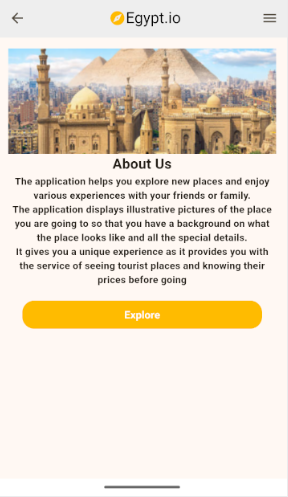 Egypt.io
About Us
The application helps you explore new places and enjoy
various experiences with your friends or family.
The application displays illustrative pictures of the place
you are going to so that you have a background on what
the place looks like and all the special details.
It gives you a unique experience as it provides you with
the service of seeing tourist places and knowing their
prices before going
Explore